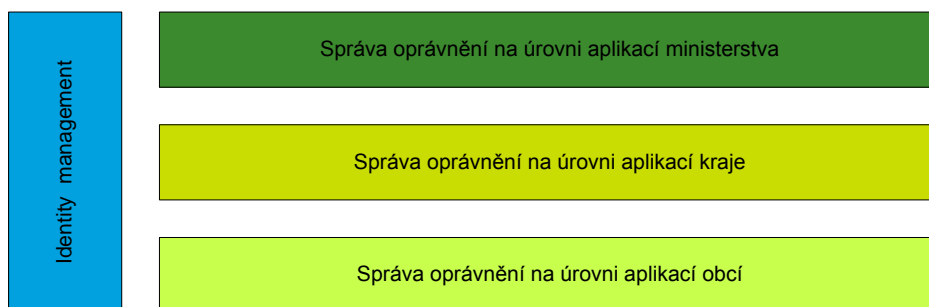 Identity management
Správa oprávnění na úrovni aplikací ministerstva
Správa oprávnění na úrovni aplikací kraje
Správa oprávnění na úrovni aplikací obcí